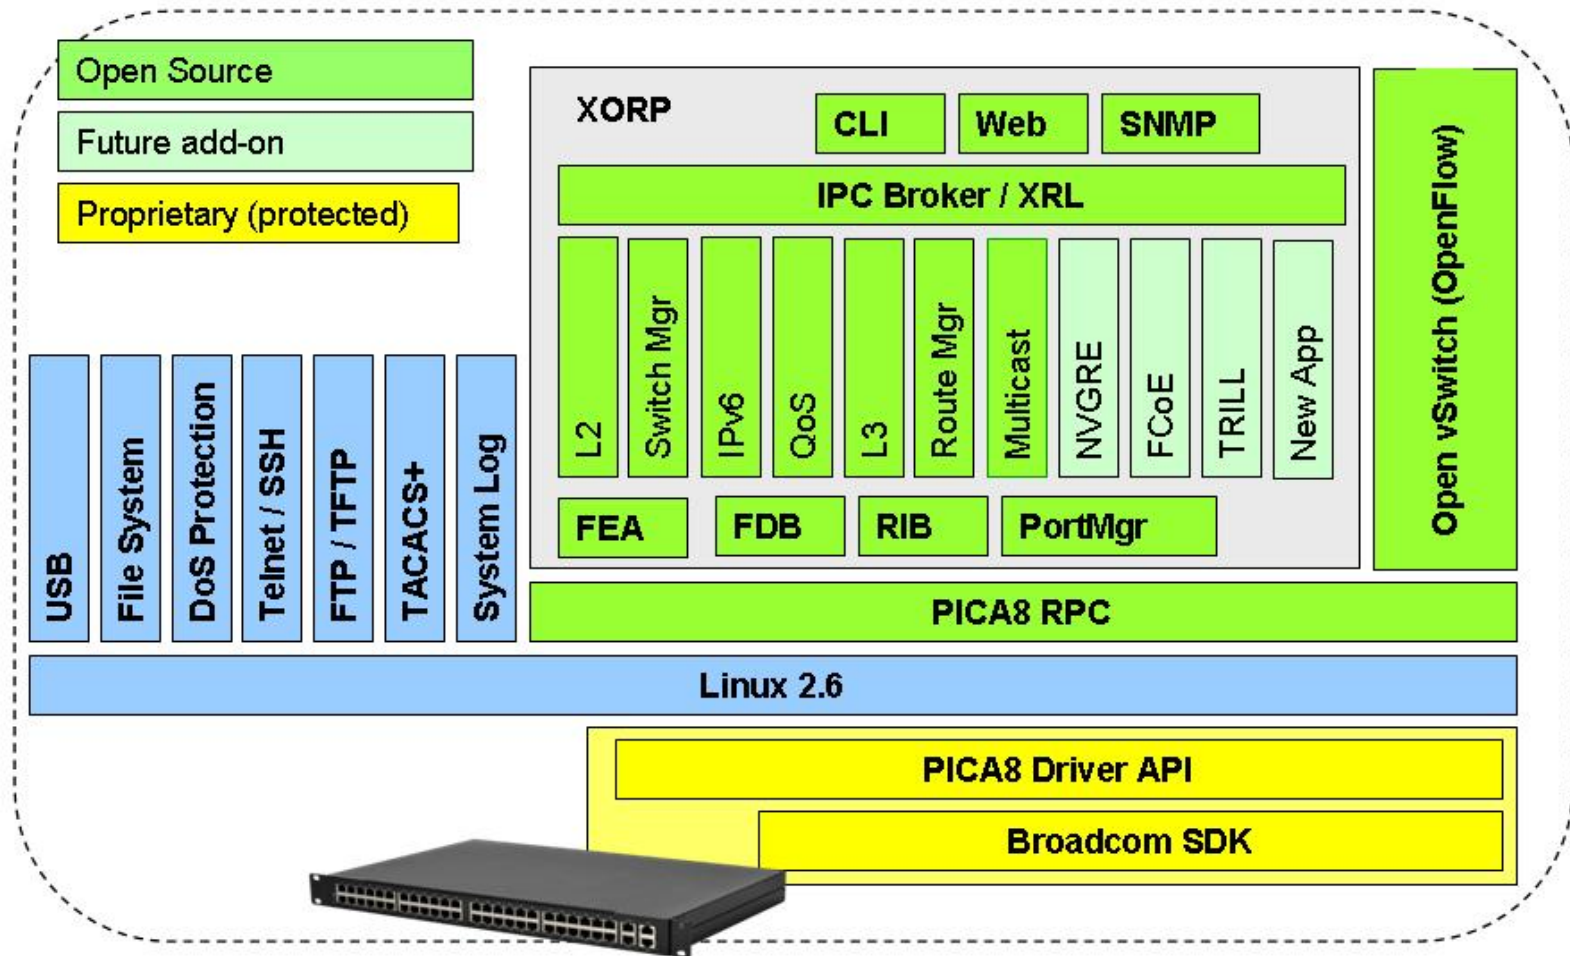 Open Source
Future add-on
Proprietary (protected)
XORP
CLI
Web
SNMP
IPC Broker / XRL
L2
Switch Mgr
IPv6
QoS
L3
Route Mgr
Multicast
NVGRE
FCoE
TRILL
New App
FEA
FDB
RIB
PortMgr
Open vSwitch (OpenFlow)
USB
File System
DoS Protection
Telnet / SSH
FTP / TFTP
TACACS+
System Log
PICA8 RPC
Linux 2.6
PICA8 Driver API
Broadcom SDK